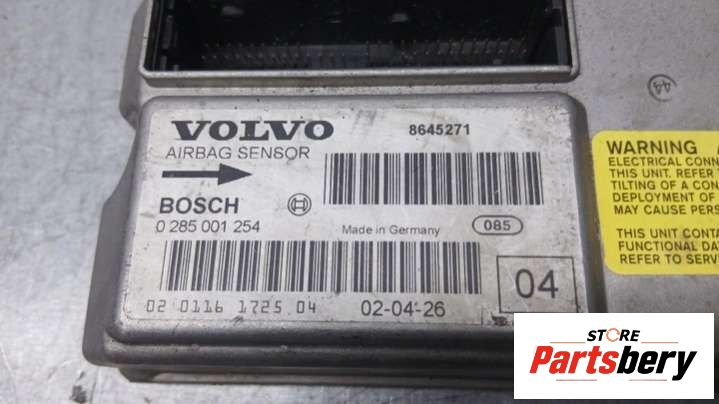 44
VOLVO
8645271
AIRBAG SENSOR
BOSCH
0 285 001 254
Made in Germany
085
02 0116 1725 04
02-04-26
04
WARNING
ELECTRICAL CONN
THIS UNIT. REFER T
TILTING OF A CON
DEPLOYMENT OF
MAY CAUSE PERS
THIS UNIT CONTA
FUNCTIONAL DAT
REFER TO SERV
STORE
Partsbery